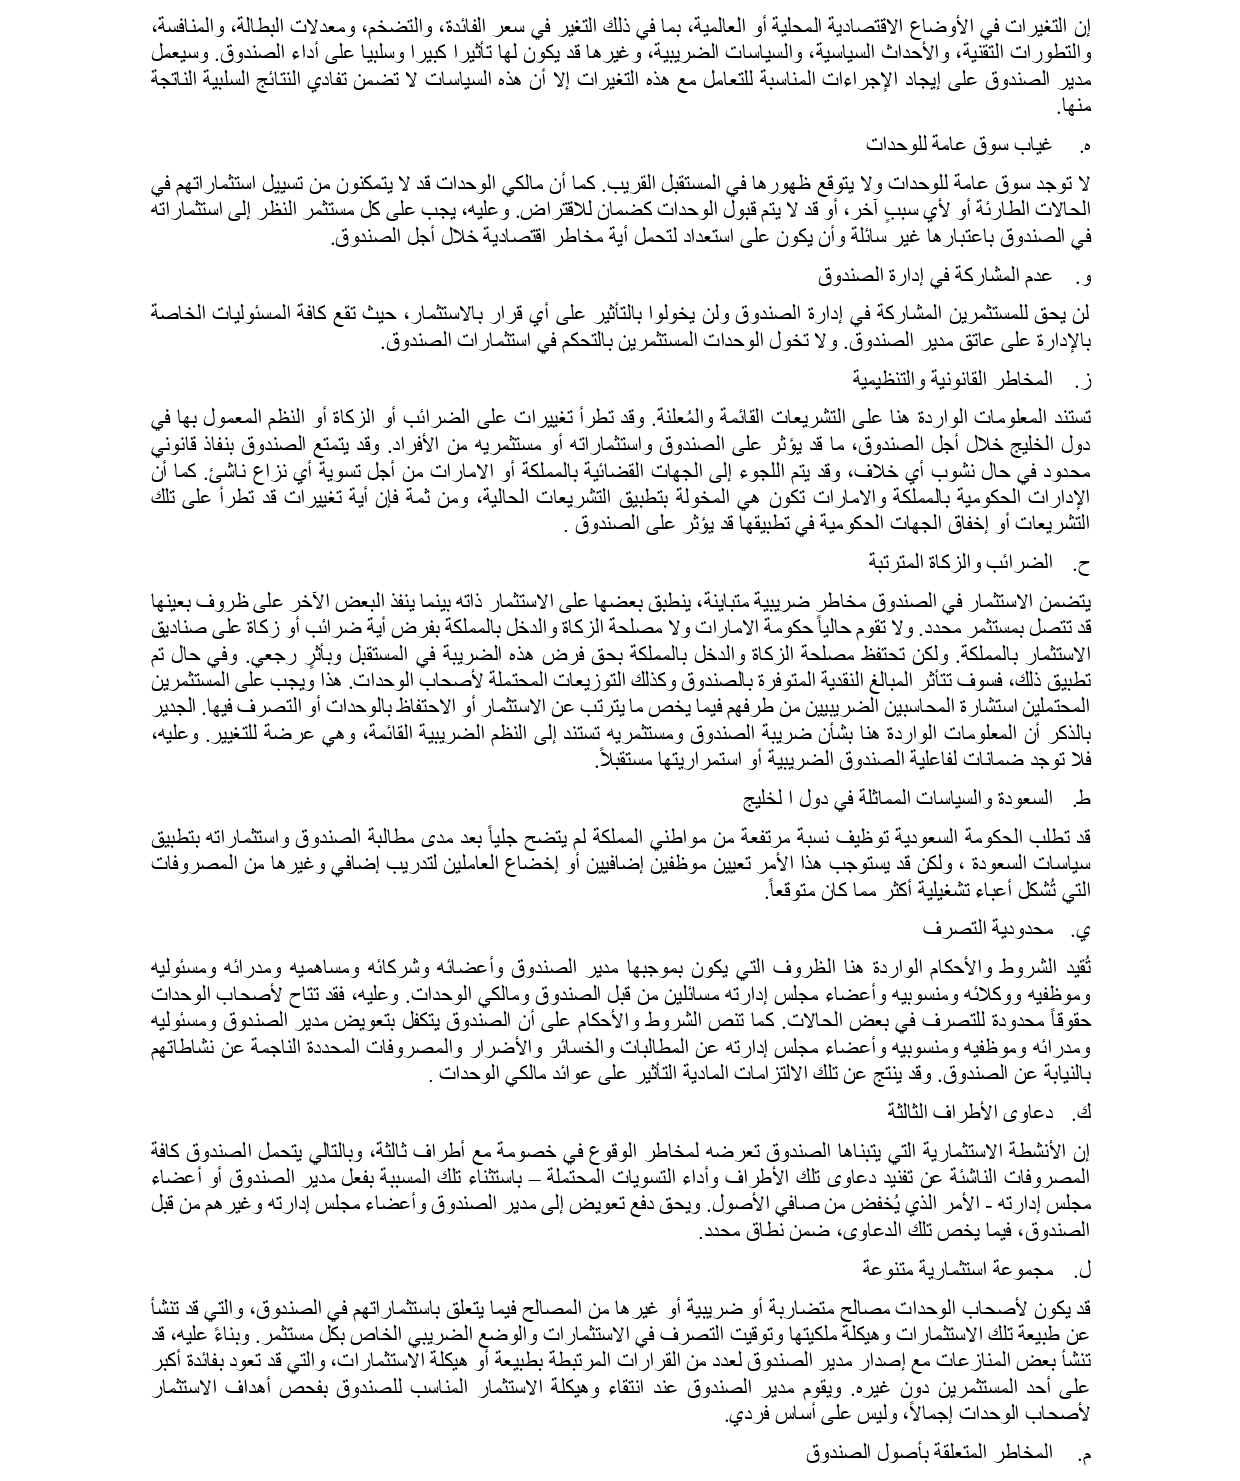 إن التغيرات في الأوضاع الاقتصادية المحلية أو العالمية، بما في ذلك التغير في سعر الفائدة، والتضخم، ومعدلات البطالة، والمنافسة،
والتطورات التقنية، والأحداث السياسية، والسياسات الضريبية، وغيرها قد يكون لها تأثيرا كبيرا وسلبيا على أداء الصندوق. وسيعمل
مدير الصندوق على إيجاد الإجراءات المناسبة للتعامل مع هذه التغيرات إلا أن هذه السياسات لا تضمن تفادي النتائج السلبية الناتجة
منها.
ه. غياب سوق عامة للوحدات
لا توجد سوق عامة للوحدات ولا يتوقع ظهورها في المستقبل القريب. كما أن مالكي الوحدات قد لا يتمكنون من تسييل استثماراتهم في
الحالات الطارئة أو لأي سببٍ آخر، أو قد لا يتم قبول الوحدات كضمان للاقتراض. وعليه، يجب على كل مستثمر النظر إلى استثماراته
في الصندوق باعتبارها غير سائلة وأن يكون على استعداد لتحمل أية مخاطر اقتصادية خلال أجل الصندوق.
و. عدم المشاركة في إدارة الصندوق
لن يحق للمستثمرين المشاركة في إدارة الصندوق ولن يخولوا بالتأثير على أي قرار بالاستثمار، حيث تقع كافة المسئوليات الخاصة
بالإدارة على عاتق مدير الصندوق. ولا تخول الوحدات المستثمرين بالتحكم في استثمارات الصندوق.
ز. المخاطر القانونية والتنظيمية
تستند المعلومات الواردة هنا على التشريعات القائمة والمُعلنة. وقد تطرأ تغييرات على الضرائب أو الزكاة أو النظم المعمول بها في
دول الخليج خلال أجل الصندوق، ما قد يؤثر على الصندوق واستثماراته أو مستثمريه من الأفراد. وقد يتمتع الصندوق بنفاذ قانوني
محدود في حال نشوب أي خلاف، وقد يتم اللجوء إلى الجهات القضائية بالمملكة أو الامارات من أجل تسوية أي نزاع ناشئ. كما أن
الإدارات الحكومية بالمملكة والامارات تكون هي المخولة بتطبيق التشريعات الحالية، ومن ثمة فإن أية تغييرات قد تطرأ على تلك
التشريعات أو إخفاق الجهات الحكومية في تطبيقها قد يؤثر على الصندوق .
ح. الضرائب والزكاة المترتبة
يتضمن الاستثمار في الصندوق مخاطر ضريبية متباينة، ينطبق بعضها على الاستثمار ذاته بينما ينفذ البعض الآخر على ظروف بعينها
قد تتصل بمستثمر محدد. ولا تقوم حالياً حكومة الامارات ولا مصلحة الزكاة والدخل بالمملكة بفرض أية ضرائب أو زكاة على صناديق
الاستثمار بالمملكة. ولكن تحتفظ مصلحة الزكاة والدخل بالمملكة بحق فرض هذه الضريبة في المستقبل وبأثرٍ رجعي. وفي حال تم
تطبيق ذلك، فسوف تتأثر المبالغ النقدية المتوفرة بالصندوق وكذلك التوزيعات المحتملة لأصحاب الوحدات. هذا ويجب على المستثمرين
المحتملين استشارة المحاسبين الضريبيين من طرفهم فيما يخص ما يترتب عن الاستثمار أو الاحتفاظ بالوحدات أو التصرف فيها. الجدير
بالذكر أن المعلومات الواردة هنا بشأن ضريبة الصندوق ومستثمريه تستند إلى النظم الضريبية القائمة، وهي عرضة للتغيير. وعليه،
فلا توجد ضمانات لفاعلية الصندوق الضريبية أو استمراريتها مستقبلاً.
ط. السعودة والسياسات المماثلة في دول ا لخليج
قد تطلب الحكومة السعودية توظيف نسبة مرتفعة من مواطني المملكة لم يتضح جلياً بعد مدى مطالبة الصندوق واستثماراته بتطبيق
سياسات السعودة ، ولكن قد يستوجب هذا الأمر تعيين موظفين إضافيين أو إخضاع العاملين لتدريب إضافي وغيرها من المصروفات
التي تُشكل أعباء تشغيلية أكثر مما كان متوقعاً.
ي. محدودية التصرف
تُقيد الشروط والأحكام الواردة هنا الظروف التي يكون بموجبها مدير الصندوق وأعضائه وشركائه ومساهميه ومدرائه ومسئوليه
وموظفيه ووكلائه ومنسوبيه وأعضاء مجلس إدارته مسائلين من قبل الصندوق ومالكي الوحدات. وعليه، فقد تتاح لأصحاب الوحدات
حقوقاً محدودة للتصرف في بعض الحالات. كما تنص الشروط والأحكام على أن الصندوق يتكفل بتعويض مدير الصندوق ومسئوليه
ومدرائه وموظفيه ومنسوبيه وأعضاء مجلس إدارته عن المطالبات والخسائر والأضرار والمصروفات المحددة الناجمة عن نشاطاتهم
بالنيابة عن الصندوق. وقد ينتج عن تلك الالتزامات المادية التأثير على عوائد مالكي الوحدات .
ك. دعاوى الأطراف الثالثة
إن الأنشطة الاستثمارية التي يتبناها الصندوق تعرضه لمخاطر الوقوع في خصومة مع أطراف ثالثة، وبالتالي يتحمل الصندوق كافة
المصروفات الناشئة عن تفنيد دعاوى تلك الأطراف وأداء التسويات المحتملة – باستثناء تلك المسببة بفعل مدير الصندوق أو أعضاء
مجلس إدارته - الأمر الذي يُخفض من صافي الأصول. ويحق دفع تعويض إلى مدير الصندوق وأعضاء مجلس إدارته وغيرهم من قبل
الصندوق، فيما يخص تلك الدعاوى، ضمن نطاق محدد.
ل. مجموعة استثمارية متنوعة
قد يكون لأصحاب الوحدات مصالح متضاربة أو ضريبية أو غيرها من المصالح فيما يتعلق باستثماراتهم في الصندوق، والتي قد تنشأ
عن طبيعة تلك الاستثمارات وهيكلة ملكيتها وتوقيت التصرف في الاستثمارات والوضع الضريبي الخاص بكل مستثمر. وبناءً عليه، قد
تنشأ بعض المنازعات مع إصدار مدير الصندوق لعدد من القرارات المرتبطة بطبيعة أو هيكلة الاستثمارات، والتي قد تعود بفائدة أكبر
على أحد المستثمرين دون غيره. ويقوم مدير الصندوق عند انتقاء وهيكلة الاستثمار المناسب للصندوق بفحص أهداف الاستثمار
لأصحاب الوحدات إجمالاً، وليس على أساس فردي.
م. المخاطر المتعلقة بأصول الصندوق